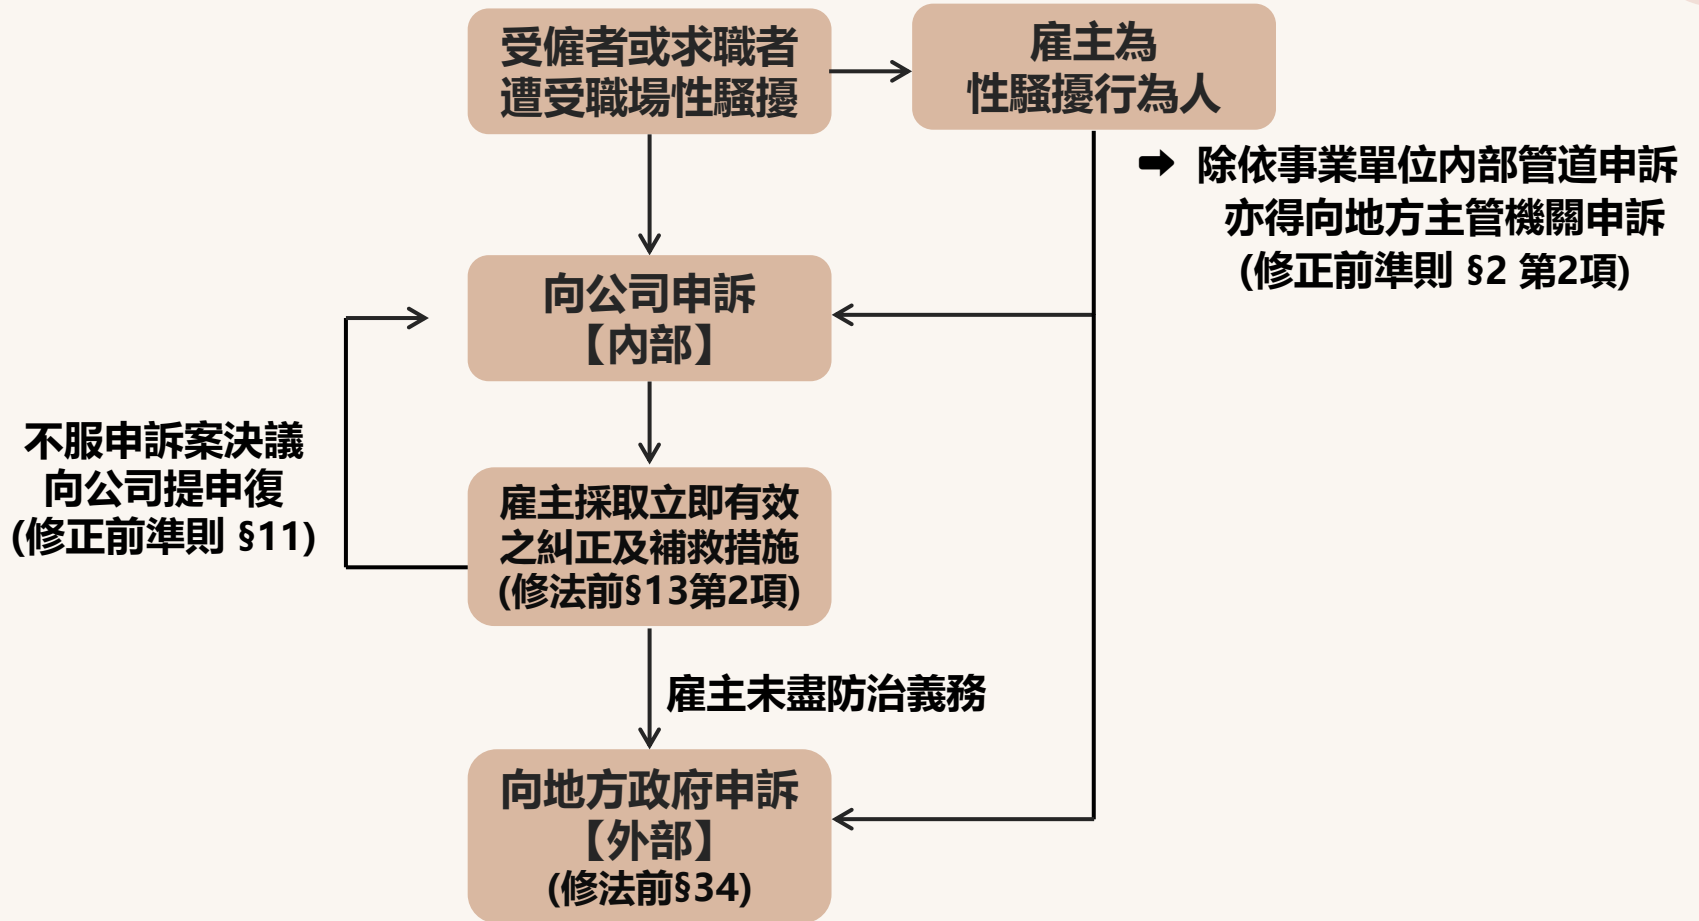 受僱者或求職者
遭受職場性騷擾
雇主為
性騷擾行為人
➡ 除依事業單位內部管道申訴
亦得向地方主管機關申訴
(修正前準則 §2 第2項)
向公司申訴
【內部】
不服申訴案決議
向公司提申復
(修正前準則 §11)
雇主採取立即有效
之糾正及補救措施
(修法前§13第2項)
雇主未盡防治義務
向地方政府申訴
【外部】
(修法前§34)